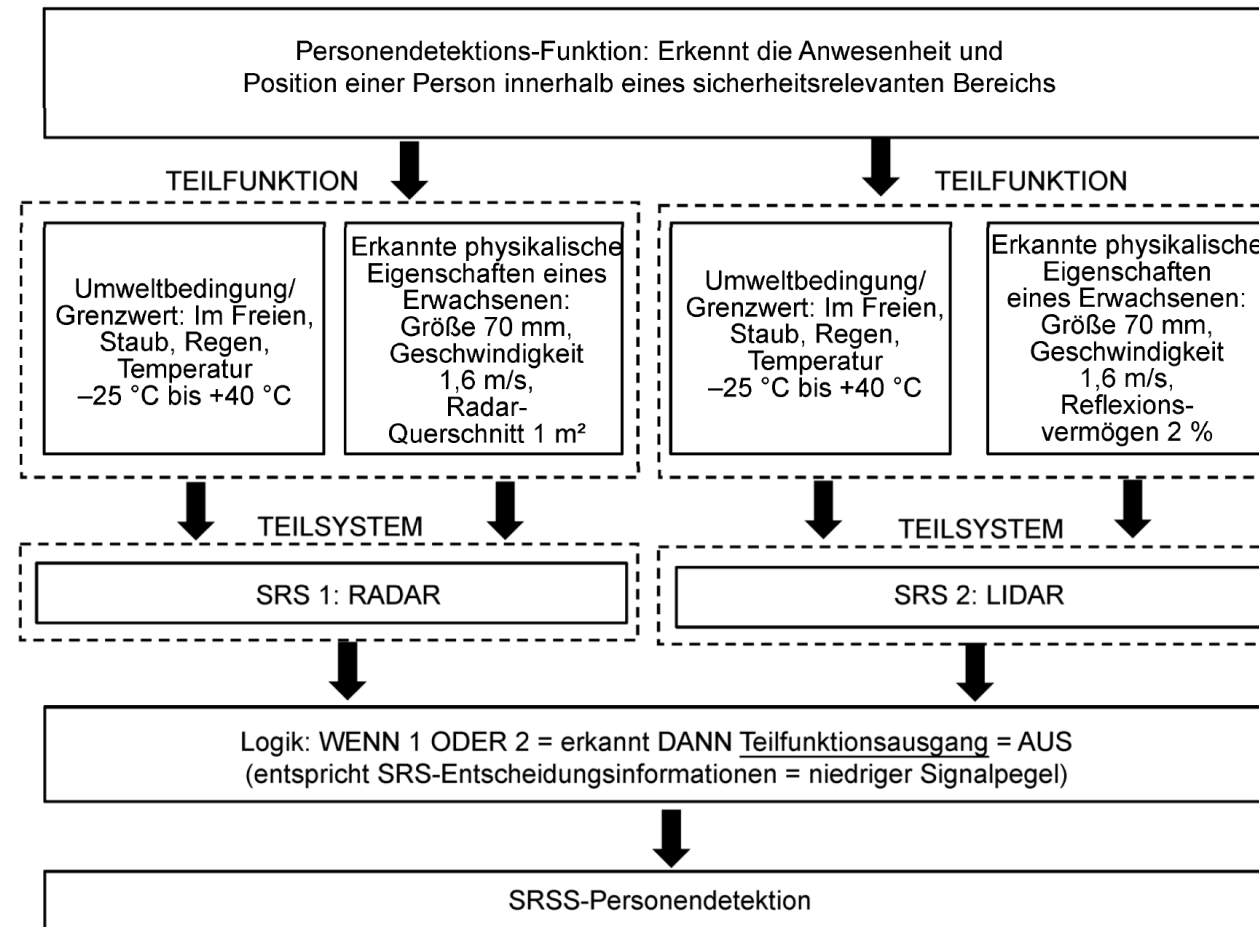 Personendetektions-Funktion: Erkennt die Anwesenheit und
Position einer Person innerhalb eines sicherheitsrelevanten Bereichs
TEILFUNKTION
Umweltbedingung/
Grenzwert: Im Freien,
Staub, Regen,
Temperatur
–25 °C bis +40 °C
Erkannte physikalische
Eigenschaften eines
Erwachsenen:
Größe 70 mm,
Geschwindigkeit
1,6 m/s,
Radar-
Querschnitt 1 m²
TEILFUNKTION
Umweltbedingung/
Grenzwert: Im Freien,
Staub, Regen,
Temperatur
–25 °C bis +40 °C
Erkannte physikalische
Eigenschaften
eines Erwachsenen:
Größe 70 mm,
Geschwindigkeit
1,6 m/s,
Reflexions-
vermögen 2 %
TEILSYSTEM
SRS 1: RADAR
TEILSYSTEM
SRS 2: LIDAR
Logik: WENN 1 ODER 2 = erkannt DANN Teilfunktionsausgang = AUS
(entspricht SRS-Entscheidungsinformationen = niedriger Signalpegel)
SRSS-Personendetektion